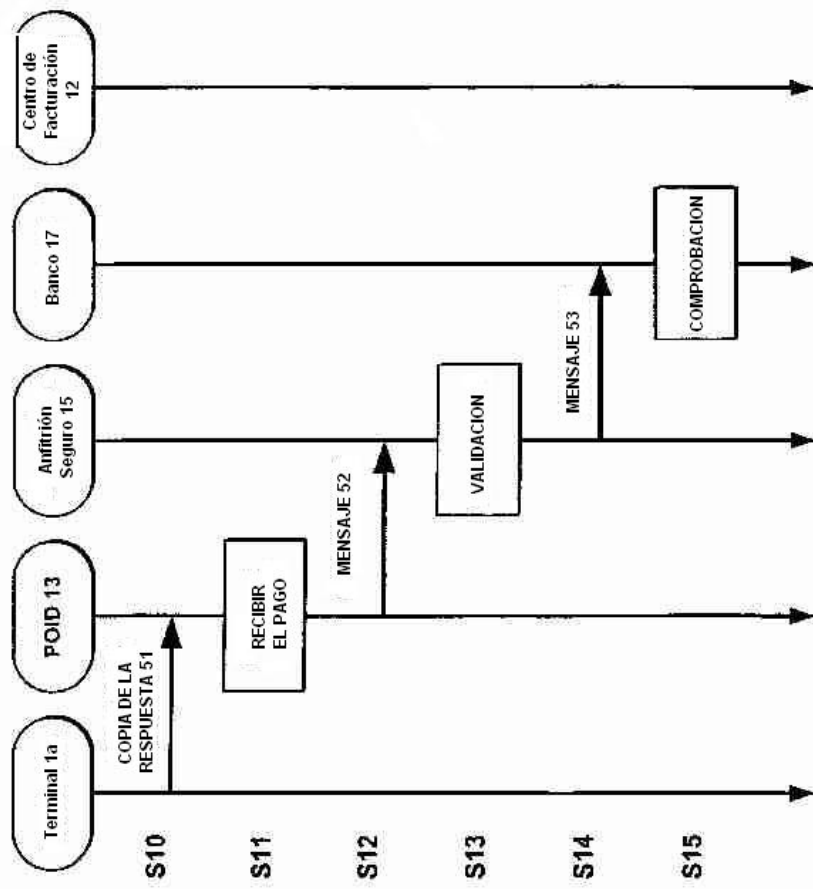 Terminal 1a
POID 13
Anfitrión
Seguro 15
Banco 17
Centro de
Facturación
12
S10
COPIA DE LA
RESPUESTA 51
S11
RECIBIR
EL PAGO
S12
MENSAJE 52
S13
VALIDACION
S14
MENSAJE 53
S15
COMPROBACION